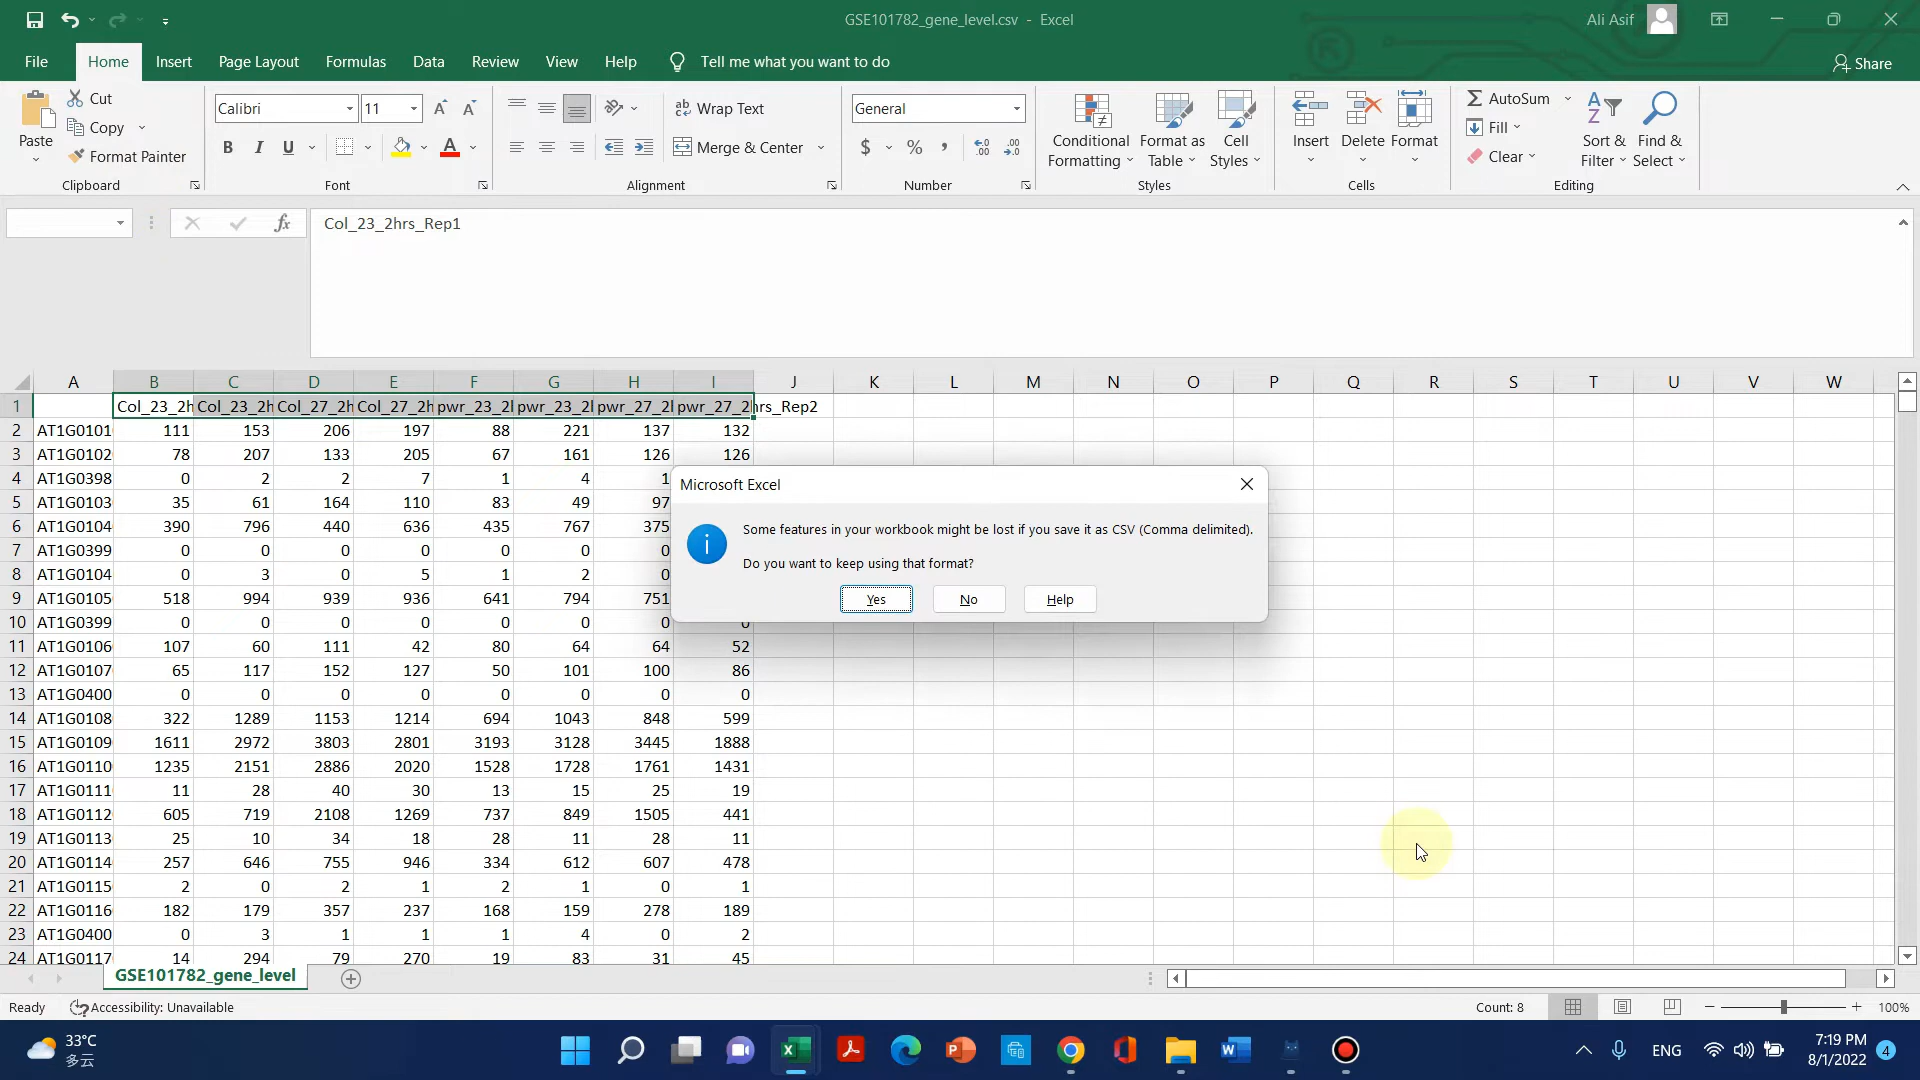 GSE101782_gene_level.csv - Excel
Ali Asif
File Home Insert Page Layout Formulas Data Review View Help Tell me what you want to do
Share
Paste
Cut
Copy
Format Painter
Clipboard
Calibri 11
B I U
Font
Wrap Text
Merge & Center
Alignment
General
$ % ,
Number
Conditional Formatting
Format as Table
Cell Styles
Styles
Insert Delete Format
Cells
AutoSum
Fill
Clear
Sort & Filter
Find & Select
Editing
fx Col_23_2hrs_Rep1
A B C D E F G H I J K L M N O P Q R S T U V W
1 Col_23_2h Col_23_2h Col_27_2h Col_27_2h pwr_23_2l pwr_23_2l pwr_27_2l pwr_27_2hrs_Rep2
2 AT1G0101 111 153 206 197 88 221 137 132
3 AT1G0102 78 207 133 205 67 161 126 126
4 AT1G0398 0 2 2 7 1 4 1
5 AT1G0103 35 61 164 110 83 49 97
6 AT1G0104 390 796 440 636 435 767 375
7 AT1G0399 0 0 0 0 0 0 0
8 AT1G0104 0 3 0 5 1 2 0
9 AT1G0105 518 994 939 936 641 794 751
10 AT1G0399 0 0 0 0 0 0 0 0
11 AT1G0106 107 60 111 42 80 64 64 52
12 AT1G0107 65 117 152 127 50 101 100 86
13 AT1G0400 0 0 0 0 0 0 0 0
14 AT1G0108 322 1289 1153 1214 694 1043 848 599
15 AT1G0109 1611 2972 3803 2801 3193 3128 3445 1888
16 AT1G0110 1235 2151 2886 2020 1528 1728 1761 1431
17 AT1G0111 11 28 40 30 13 15 25 19
18 AT1G0112 605 719 2108 1269 737 849 1505 441
19 AT1G0113 25 10 34 18 28 11 28 11
20 AT1G0114 257 646 755 946 334 612 607 478
21 AT1G0115 2 0 2 1 2 1 0 1
22 AT1G0116 182 179 357 237 168 159 278 189
23 AT1G0400 0 3 1 1 1 4 0 2
24 AT1G0117 14 294 79 270 19 83 31 45
Microsoft Excel
Some features in your workbook might be lost if you save it as CSV (Comma delimited).
Do you want to keep using that format?
Yes No Help
GSE101782_gene_level
Ready Accessibility: Unavailable Count: 8 100%
33°C
多云
ENG
7:19 PM
8/1/2022
4